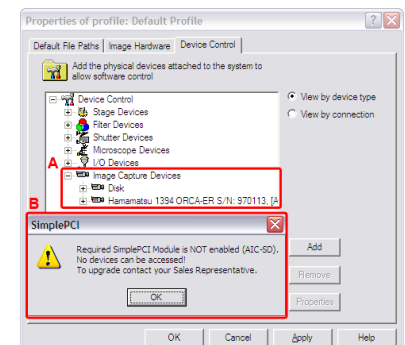 Properties of profile: Default Profile
Default File Paths Image Hardware Device Control
Add the physical devices attached to the system to
allow software control
Device Control
Stage Devices
Filter Devices
Shutter Devices
Microscope Devices
I/O Devices
A
Image Capture Devices
Disk
Hamamatsu 1394 ORCA-ER S/N: 970113, [A
View by device type
View by connection
B
SimplePCI
Required SimplePCI Module is NOT enabled (AIC-SD).
No devices can be accessed!
To upgrade contact your Sales Representative.
OK
Add
Remove
Properties
OK Cancel Apply Help